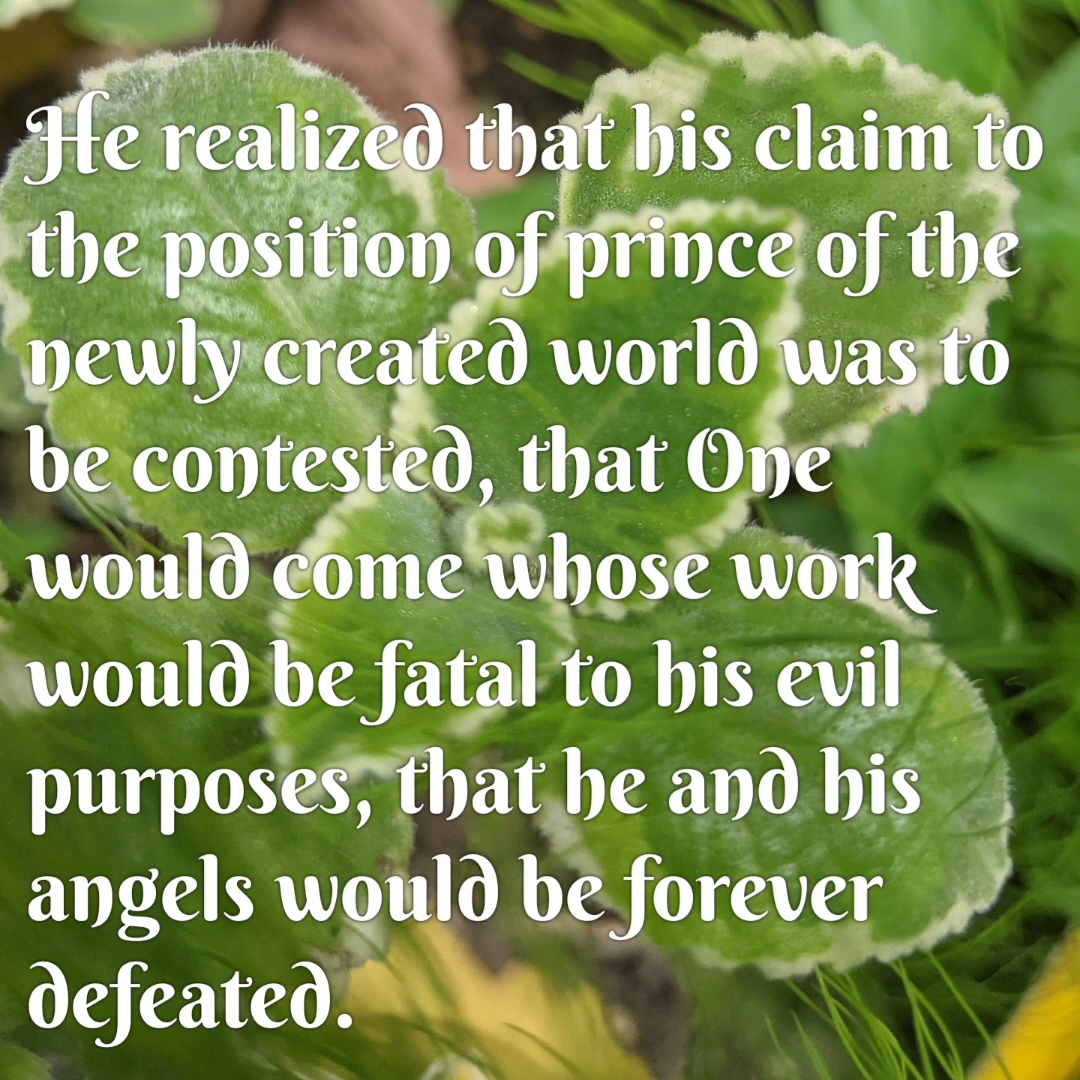 He realized that his claim to
the position of prince of the
newly created world was to
be contested, that One
would come whose work
would be fatal to his evil
purposes, that he and his
angels would be forever
defeated.